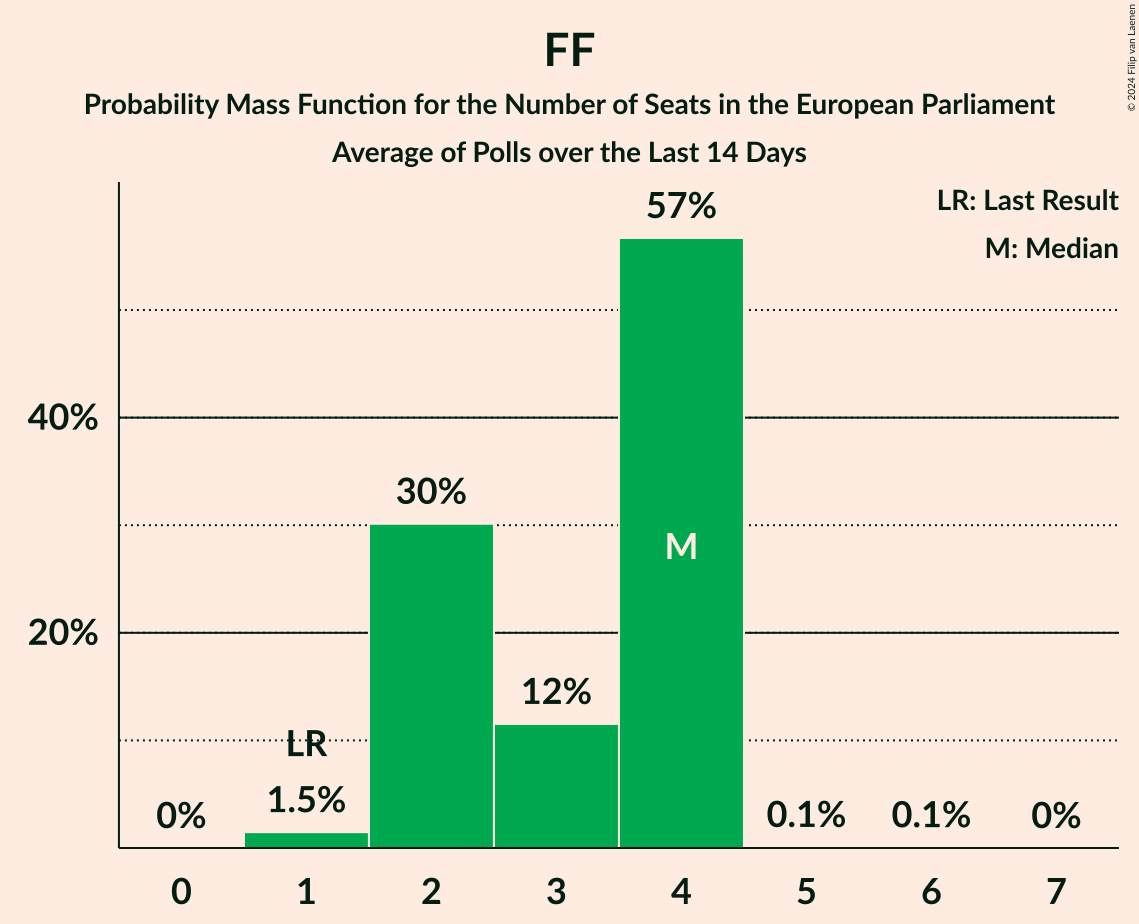 FF
Probability Mass Function for the Number of Seats in the European Parliament
Average of Polls over the Last 14 Days
© 2024 Filip van Laenen
LR: Last Result
M: Median
57%
40%
30%
M
20%
12%
LR
0%
1.5%
0.1%
0.1%
0%
0 1 2 3 4 5 6 7